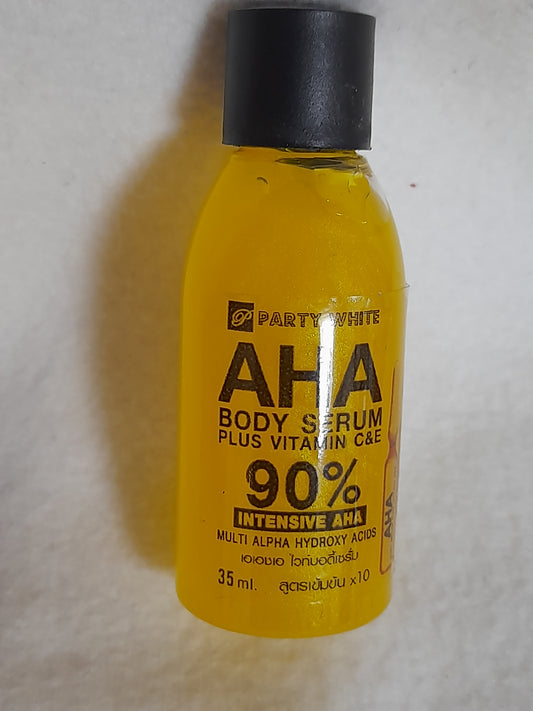 PARTY WHITE
AHA
BODY SERUM
PLUS VITAMIN C&E
90%
INTENSIVE AHA
MULTI ALPHA HYDROXY ACIDS
เอเอชเอ ไวท์บอดี้เซรั่ม
35 ml. สูตรเข้มข้น x10
AHA